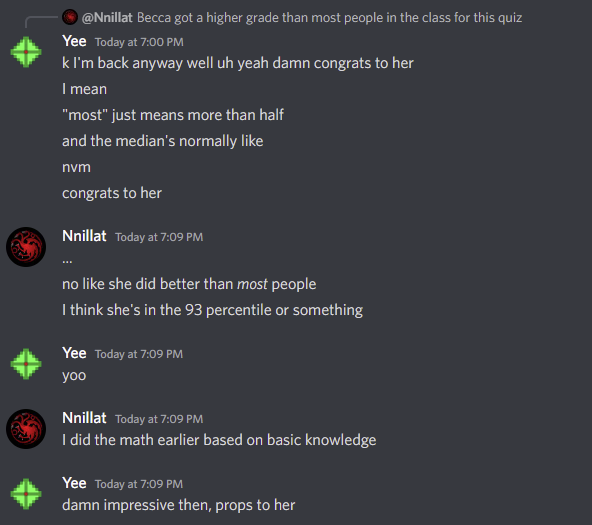 @Nnillat Becca got a higher grade than most people in the class for this quiz
Yee Today at 7:00 PM
k I'm back anyway well uh yeah damn congrats to her
I mean
"most" just means more than half
and the median's normally like
nvm
congrats to her
Nnillat Today at 7:09 PM
...
no like she did better than most people
I think she's in the 93 percentile or something
Yee Today at 7:09 PM
yoo
Nnillat Today at 7:09 PM
I did the math earlier based on basic knowledge
Yee Today at 7:09 PM
damn impressive then, props to her